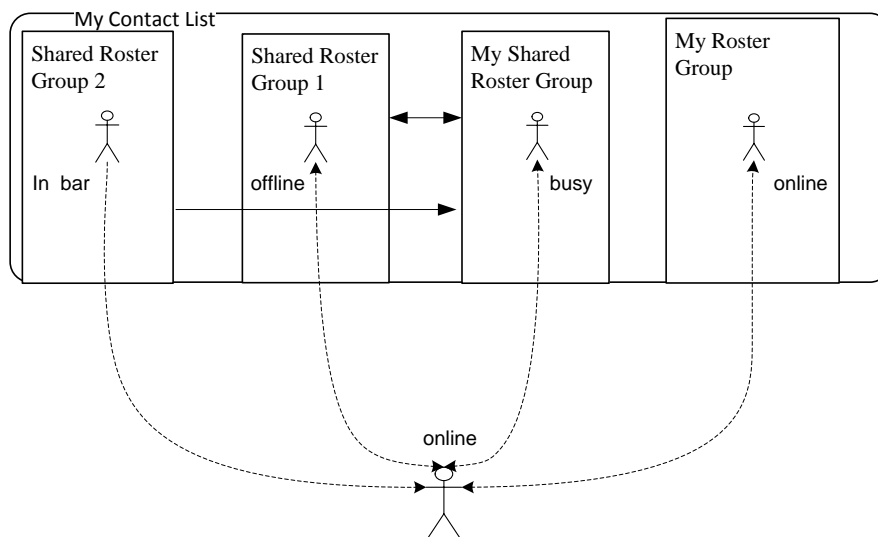 My Contact List
Shared Roster
Group 2
Shared Roster
Group 1
My Shared
Roster Group
My Roster
Group
In bar
offline
busy
online
online